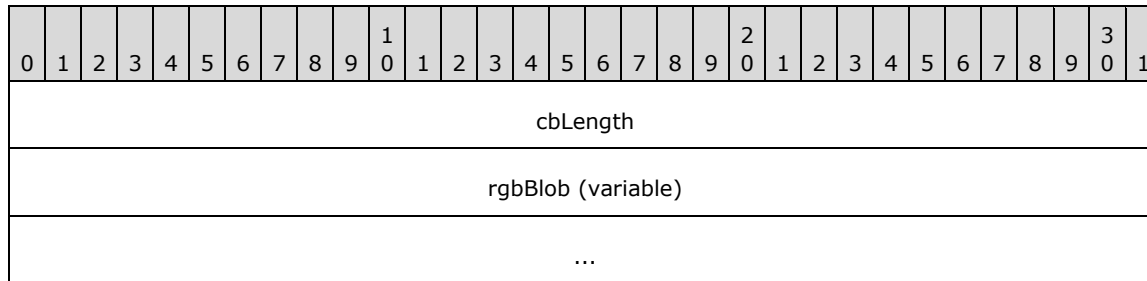 1 2 3
0 1 2 3 4 5 6 7 8 9 0 1 2 3 4 5 6 7 8 9 0 1 2 3 4 5 6 7 8 9 0 1
cbLength
rgbBlob (variable)
...